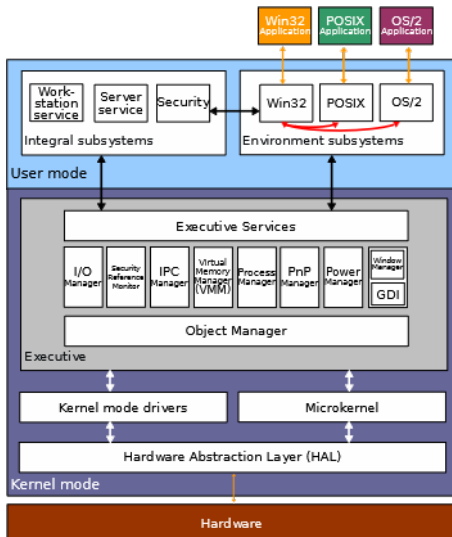 Win32
Application
POSIX
Application
OS/2
Application
Work-
station
service
Server
service
Security
Integral subsystems
Win32
POSIX
OS/2
Environment subsystems
User mode
Executive Services
I/O
Manager
Security
Reference
Monitor
IPC
Manager
Virtual
Memory
Manager
(VMM)
Process
Manager
PnP
Manager
Power
Manager
Window
Manager
GDI
Object Manager
Executive
Kernel mode drivers
Microkernel
Hardware Abstraction Layer (HAL)
Kernel mode
Hardware